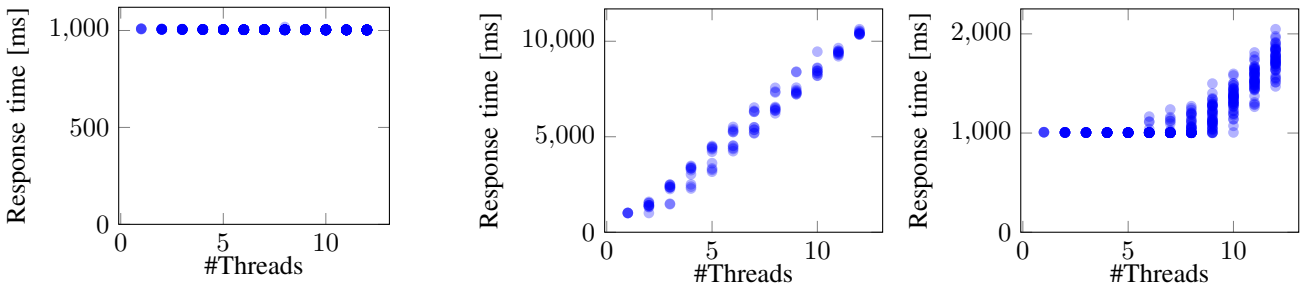 Response time [ms]
1,000
500
0
0 5 10
#Threads
Response time [ms]
10,000
5,000
0
0 5 10
#Threads
Response time [ms]
2,000
1,000
0
0 5 10
#Threads